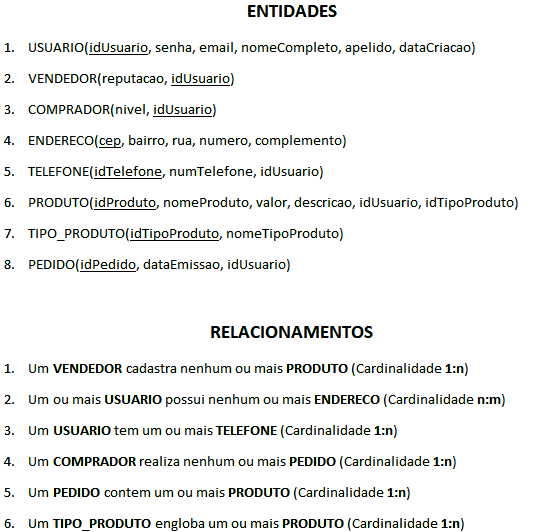 ENTIDADES
1. USUARIO(idUsuario, senha, email, nomeCompleto, apelido, dataCriacao)
2. VENDEDOR(reputacao, idUsuario)
3. COMPRADOR(nivel, idUsuario)
4. ENDERECO(cep, bairro, rua, numero, complemento)
5. TELEFONE(idTelefone, numTelefone, idUsuario)
6. PRODUTO(idProduto, nomeProduto, valor, descricao, idUsuario, idTipoProduto)
7. TIPO_PRODUTO(idTipoProduto, nomeTipoProduto)
8. PEDIDO(idPedido, dataEmissao, idUsuario)
RELACIONAMENTOS
1. Um VENDEDOR cadastra nenhum ou mais PRODUTO (Cardinalidade 1:n)
2. Um ou mais USUARIO possui nenhum ou mais ENDERECO (Cardinalidade n:m)
3. Um USUARIO tem um ou mais TELEFONE (Cardinalidade 1:n)
4. Um COMPRADOR realiza nenhum ou mais PEDIDO (Cardinalidade 1:n)
5. Um PEDIDO contem um ou mais PRODUTO (Cardinalidade 1:n)
6. Um TIPO_PRODUTO engloba um ou mais PRODUTO (Cardinalidade 1:n)